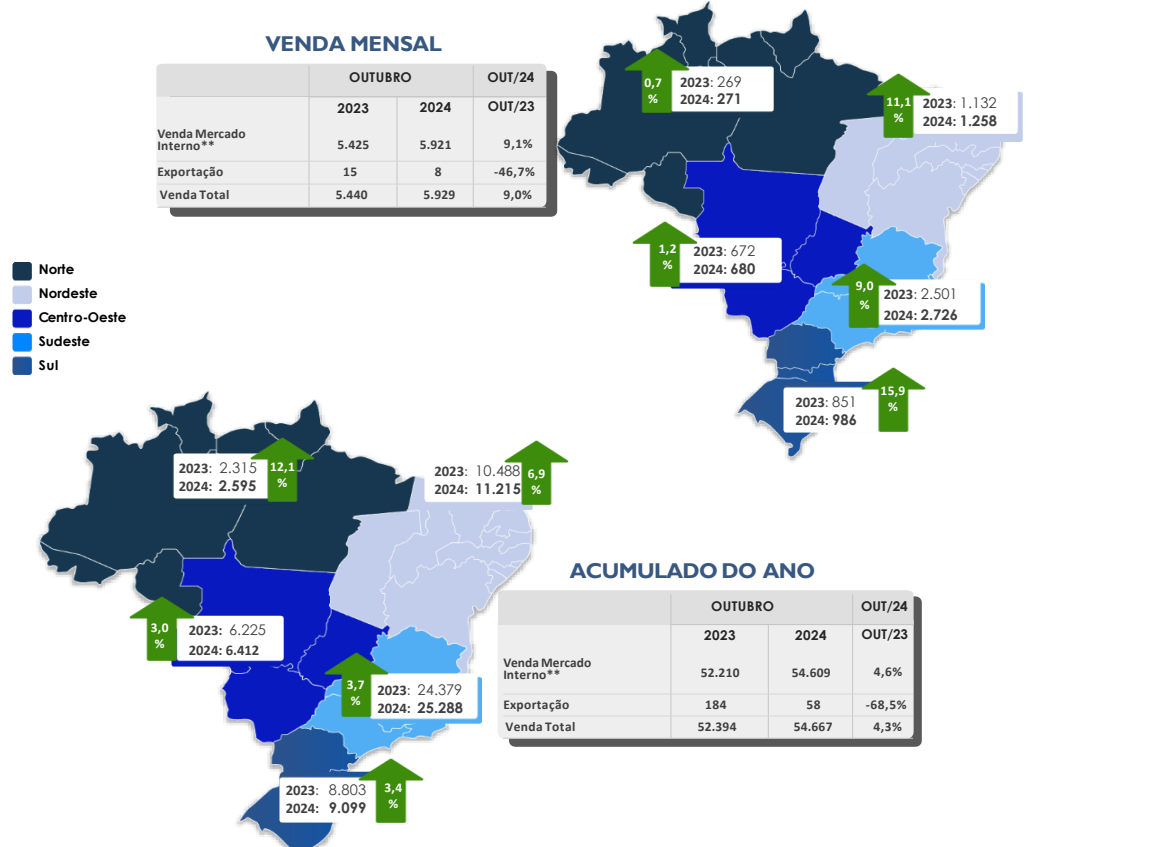 VENDA MENSAL
OUTUBRO OUT/24
2023 2024 OUT/23
Venda Mercado
Interno** 5.425 5.921 9,1%
Exportação 15 8 -46,7%
Venda Total 5.440 5.929 9,0%
0,7
%
2023: 269
2024: 271
11,1
%
2023: 1.132
2024: 1.258
1,2
%
2023: 672
2024: 680
9,0
%
2023: 2.501
2024: 2.726
15,9
%
2023: 851
2024: 986
Norte
Nordeste
Centro-Oeste
Sudeste
Sul
2023: 2.315
2024: 2.595
12,1
%
2023: 10.488
2024: 11.215
6,9
%
3,0
%
2023: 6.225
2024: 6.412
3,7
%
2023: 24.379
2024: 25.288
2023: 8.803
2024: 9.099
3,4
%
ACUMULADO DO ANO
OUTUBRO OUT/24
2023 2024 OUT/23
Venda Mercado
Interno** 52.210 54.609 4,6%
Exportação 184 58 -68,5%
Venda Total 52.394 54.667 4,3%